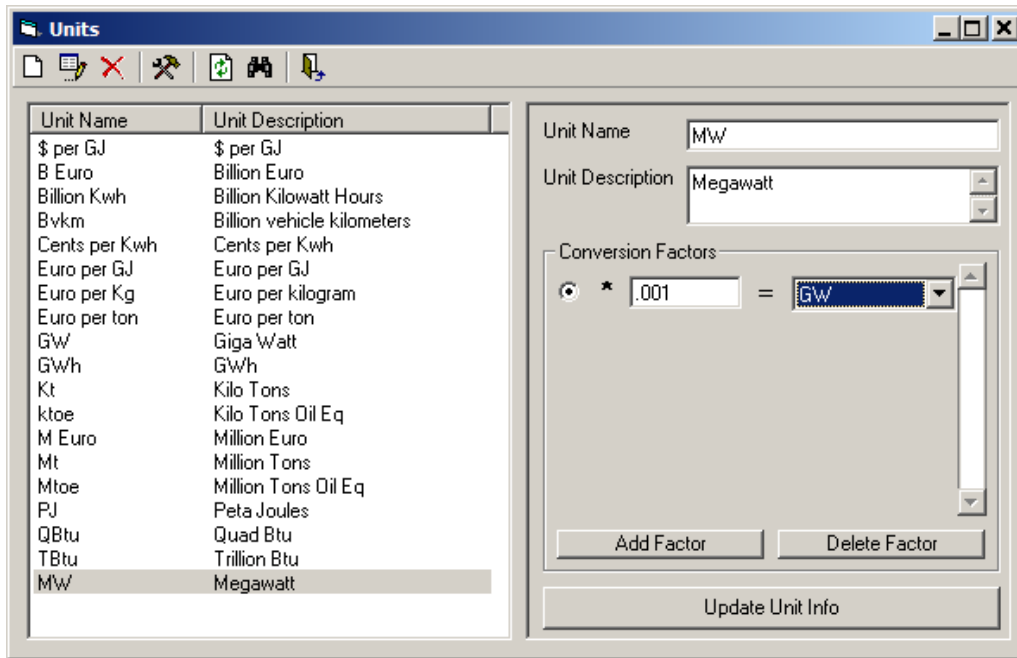 Units
Unit Name Unit Description
$ per GJ $ per GJ
B Euro Billion Euro
Billion Kwh Billion Kilowatt Hours
Bvkm Billion vehicle kilometers
Cents per Kwh Cents per Kwh
Euro per GJ Euro per GJ
Euro per Kg Euro per kilogram
Euro per ton Euro per ton
GW Giga Watt
GWh GWh
Kt Kilo Tons
ktoe Kilo Tons Oil Eq
M Euro Million Euro
Mt Million Tons
Mtoe Million Tons Oil Eq
PJ Peta Joules
QBtu Quad Btu
TBtu Trillion Btu
MW Megawatt
Unit Name MW
Unit Description Megawatt
Conversion Factors
* .001 = GW
Add Factor Delete Factor
Update Unit Info